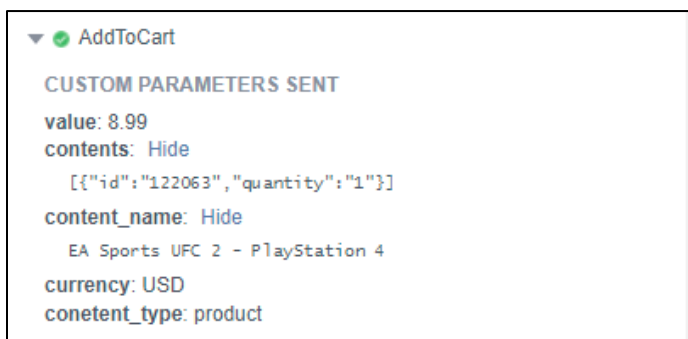 AddToCart
CUSTOM PARAMETERS SENT
value: 8.99
contents: Hide
[{"id":"122063","quantity":"1"}]
content_name: Hide
EA Sports UFC 2 - PlayStation 4
currency: USD
conetent_type: product